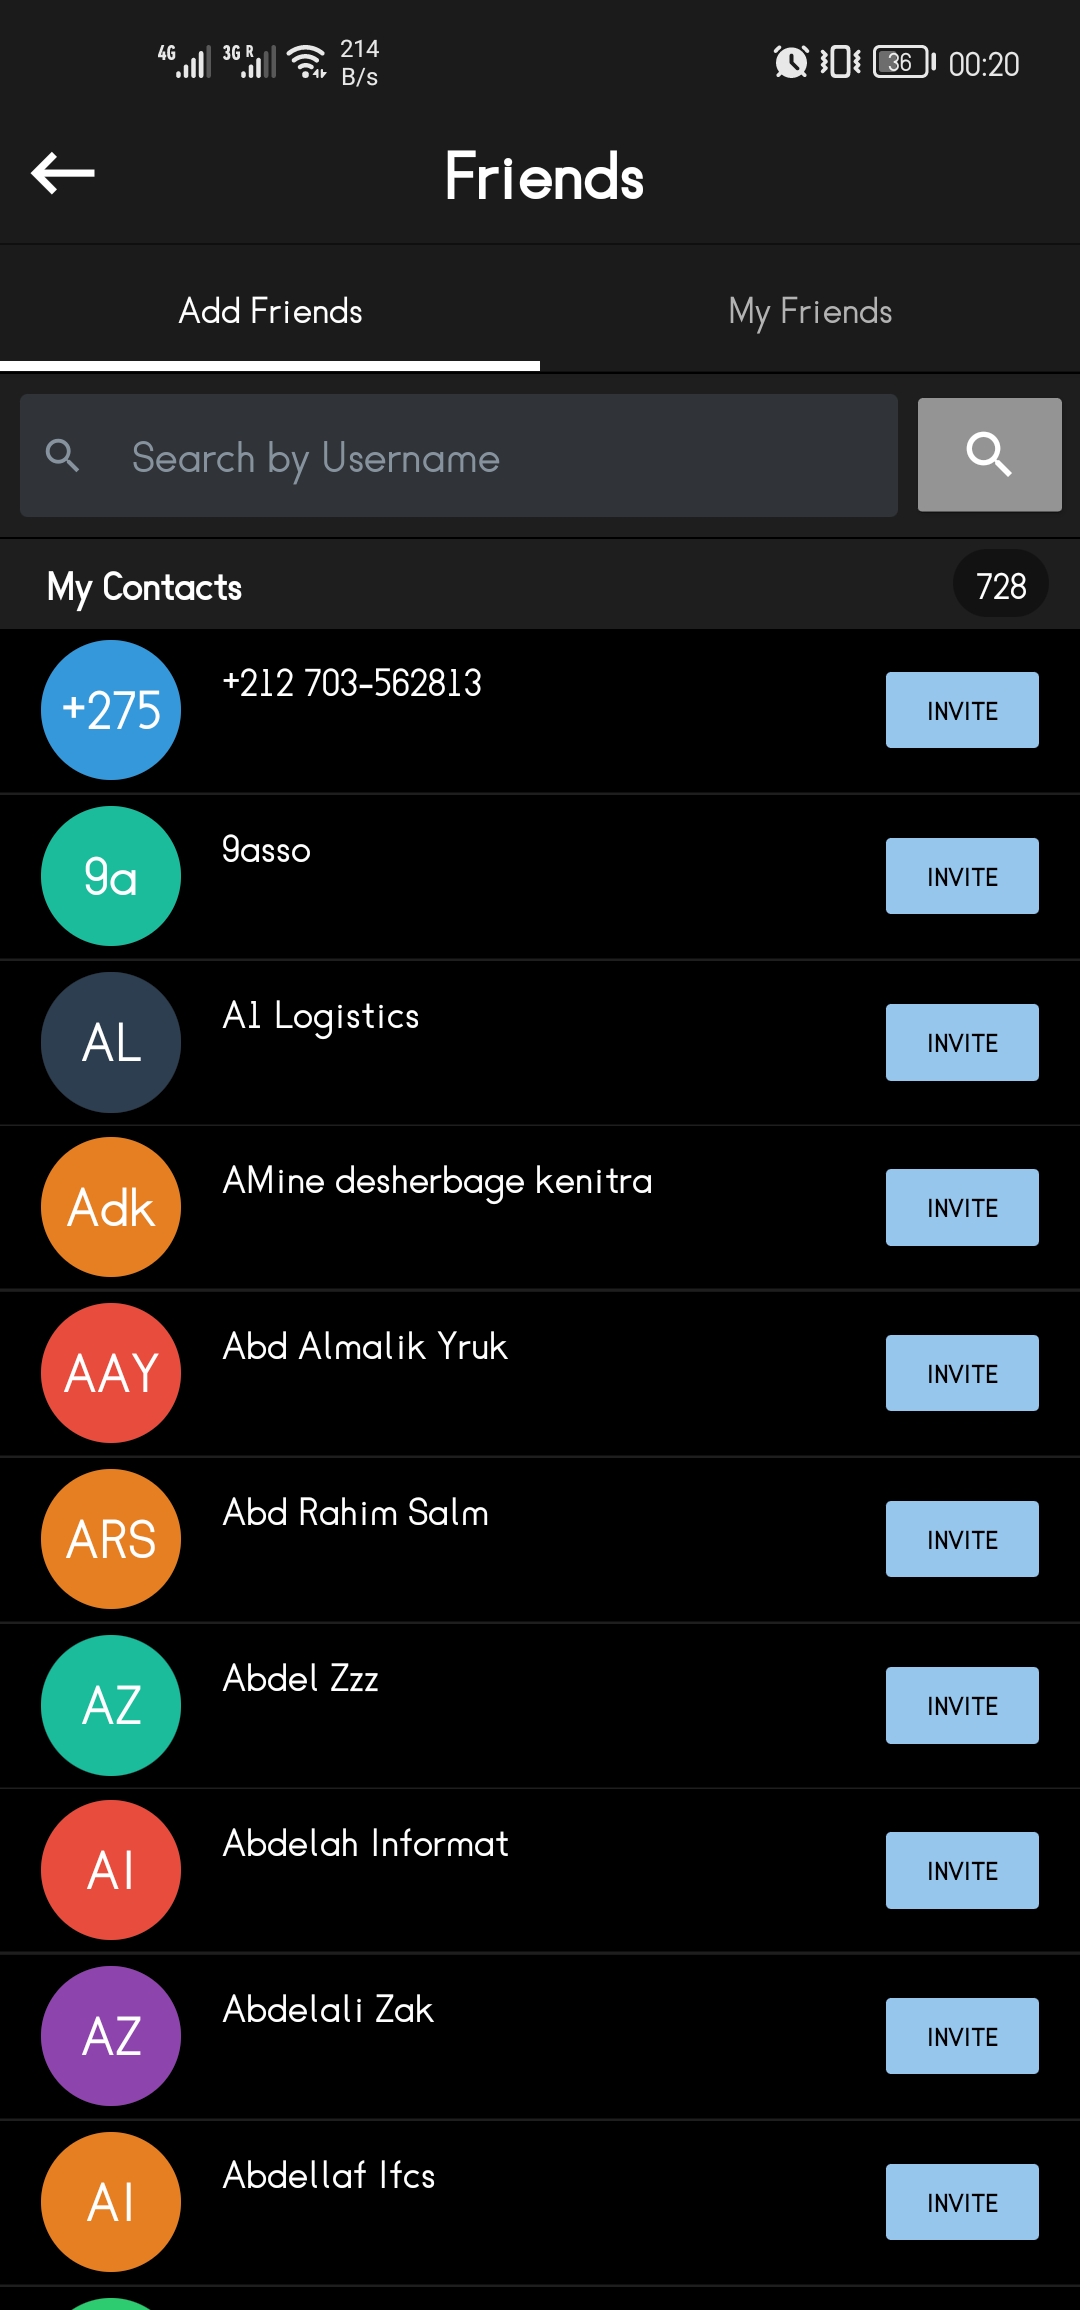 4G 3G R 214 B/s 36 00:20
Friends
Add Friends My Friends
Search by Username
My Contacts 728
+275 +212 703-562813 INVITE
9a 9asso INVITE
AL A1 Logistics INVITE
Adk AMine desherbage kenitra INVITE
AAY Abd Almalik Yruk INVITE
ARS Abd Rahim Salm INVITE
AZ Abdel Zzz INVITE
AI Abdelah Informat INVITE
AZ Abdelali Zak INVITE
AI Abdellaf Ifcs INVITE